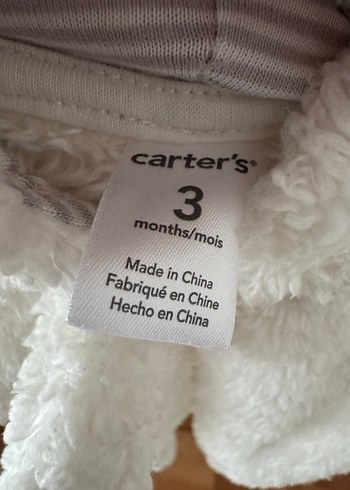 carter's®
3
months/mois
Made in China
Fabriqué en Chine
Hecho en China